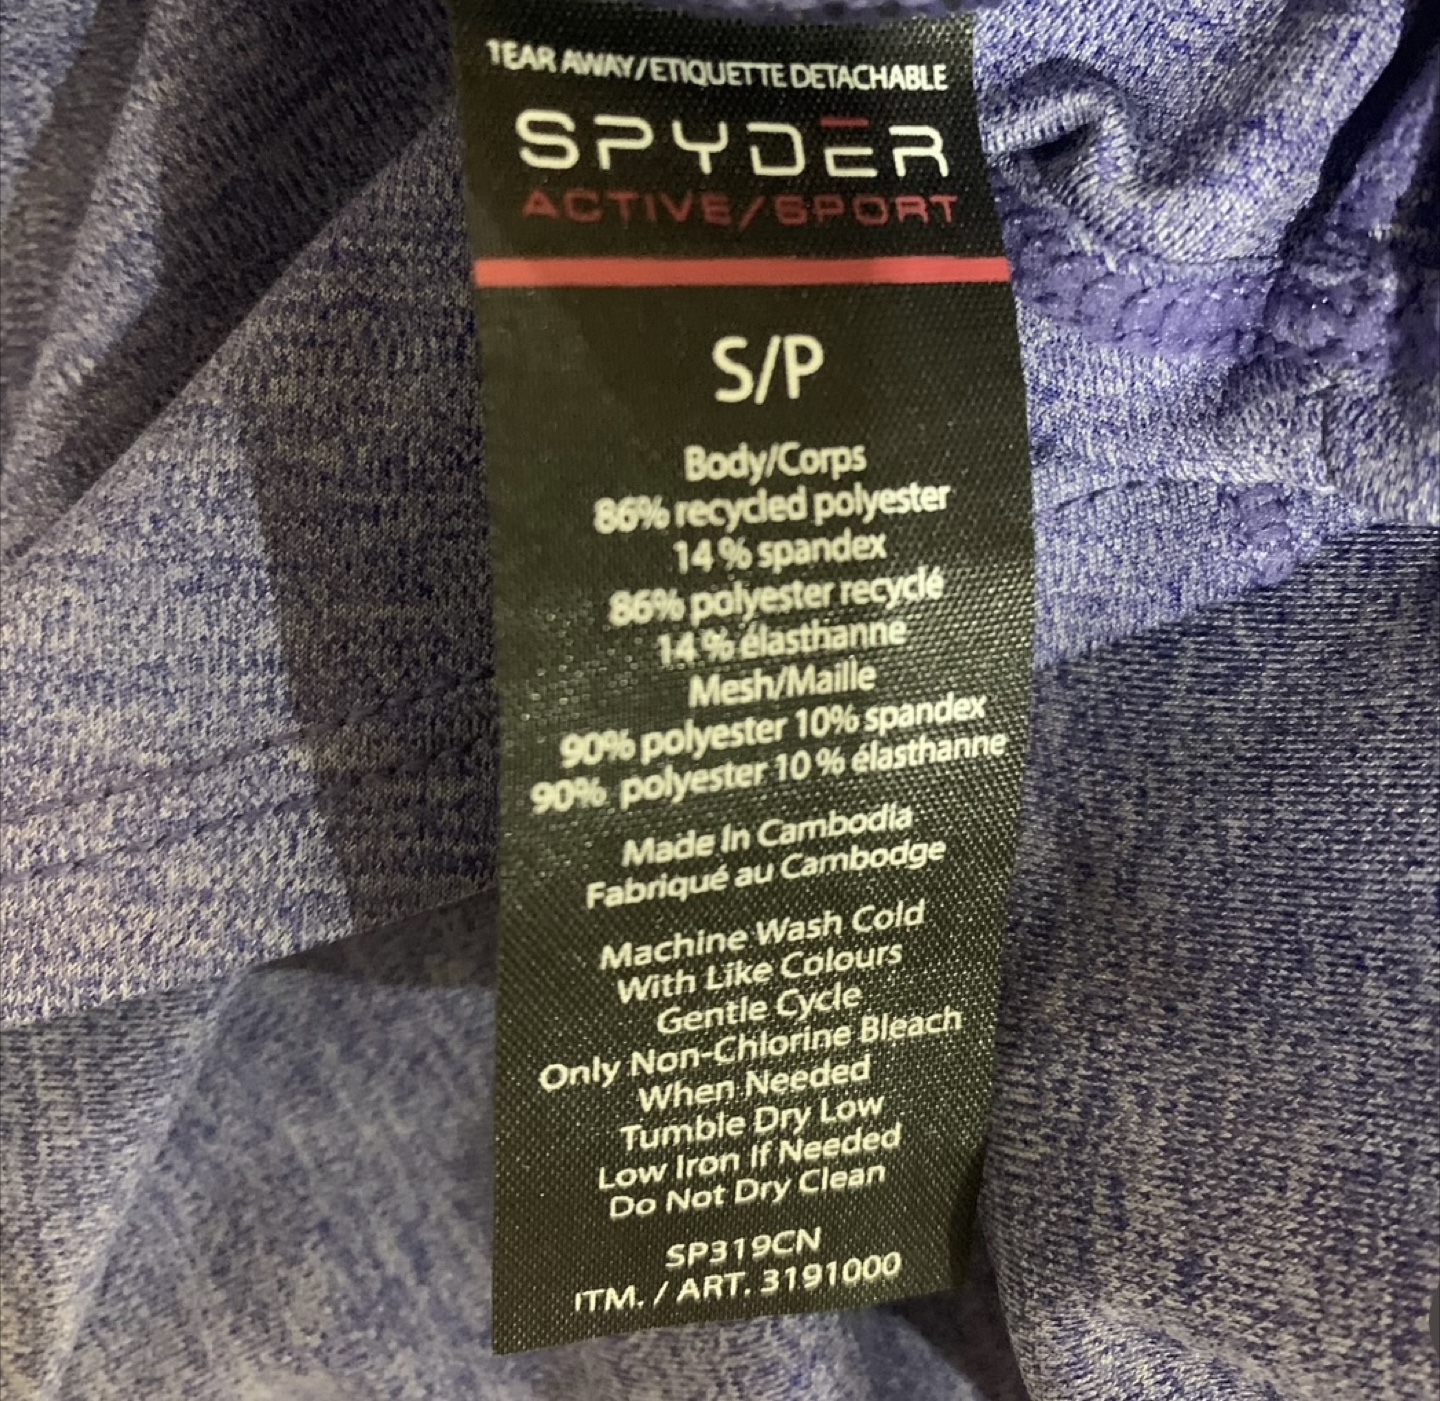 TEAR AWAY/ETIQUETTE DETACHABLE
SPYDER
ACTIVE/SPORT
S/P
Body/Corps
86% recycled polyester
14 % spandex
86% polyester recyclé
14 % élasthanne
Mesh/Maille
90% polyester 10% spandex
90% polyester 10 % élasthanne
Made In Cambodia
Fabriqué au Cambodge
Machine Wash Cold
With Like Colours
Gentle Cycle
Only Non-Chlorine Bleach
When Needed
Tumble Dry Low
Low Iron If Needed
Do Not Dry Clean
SP319CN
ITM. / ART. 3191000